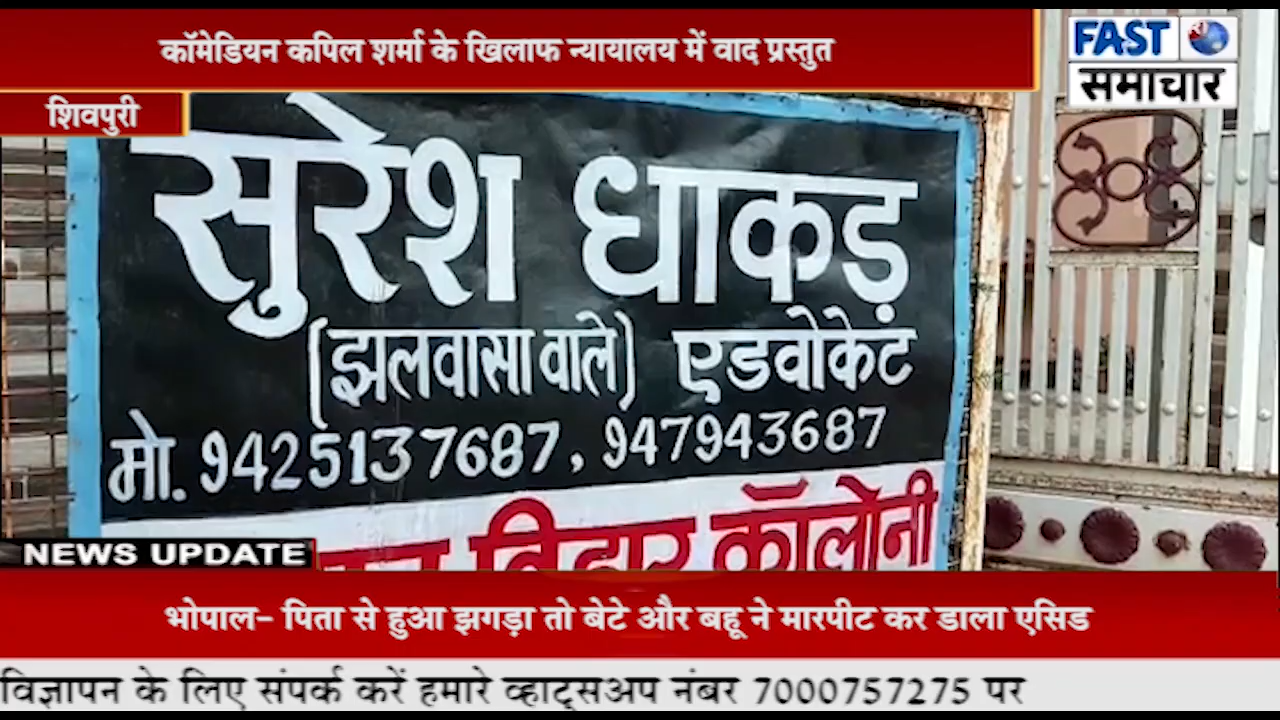 कॉमेडियन कपिल शर्मा के खिलाफ न्यायालय में वाद प्रस्तुत
FAST
समाचार
शिवपुरी
सुरेश धाकड़
(झलवासा वाले) एडवोकेट
मो. 9425137687, 947943687
विहार कॉलोनी
NEWS UPDATE
भोपाल- पिता से हुआ झगड़ा तो बेटे और बहू ने मारपीट कर डाला एसिड
विज्ञापन के लिए संपर्क करें हमारे व्हाट्सअप नंबर 7000757275 पर